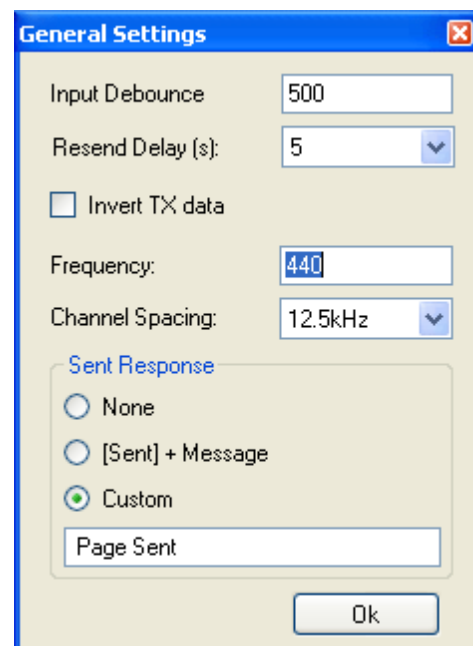 General Settings
Input Debounce 500
Resend Delay (s): 5
Invert TX data
Frequency: 440
Channel Spacing: 12.5kHz
Sent Response
None
[Sent] + Message
Custom
Page Sent
Ok